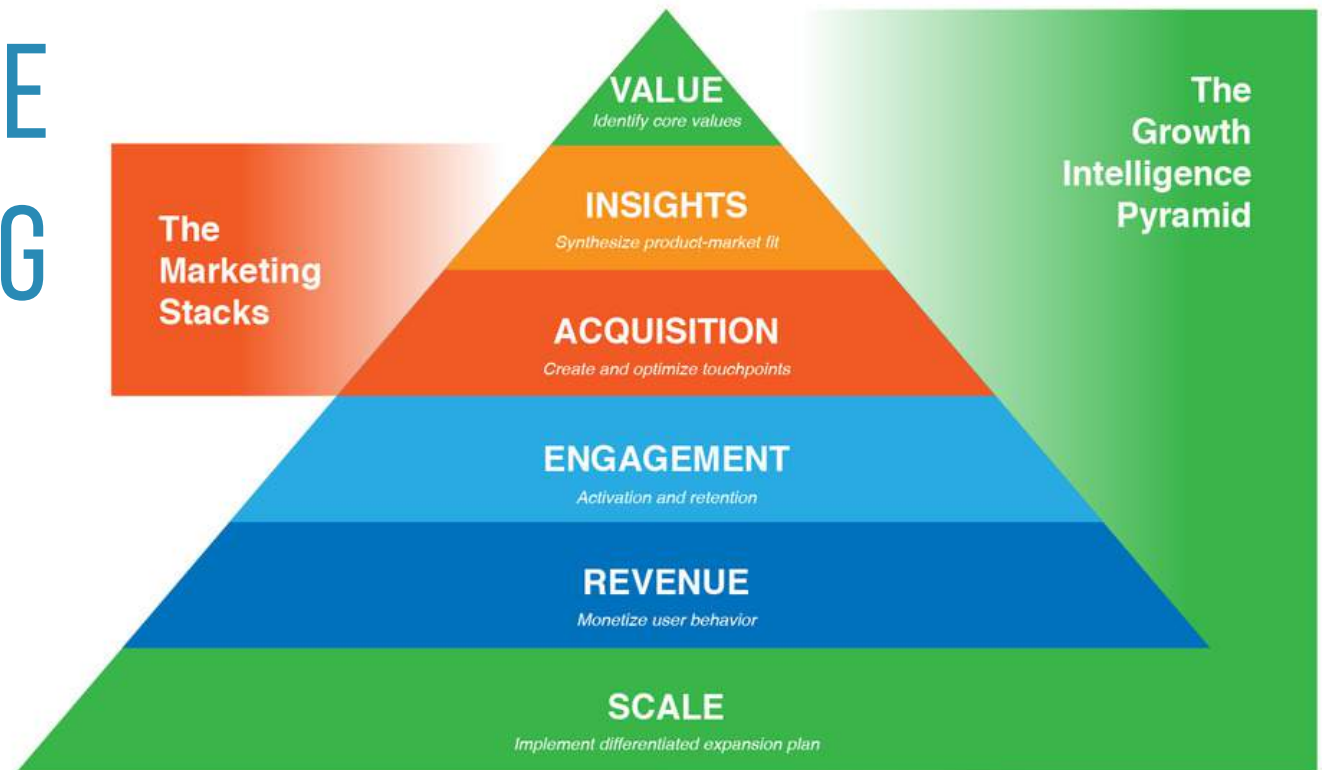 E
G
The
Marketing
Stacks
VALUE
Identify core values
INSIGHTS
Synthesize product-market fit
ACQUISITION
Create and optimize touchpoints
ENGAGEMENT
Activation and retention
REVENUE
Monetize user behavior
SCALE
Implement differentiated expansion plan
The
Growth
Intelligence
Pyramid